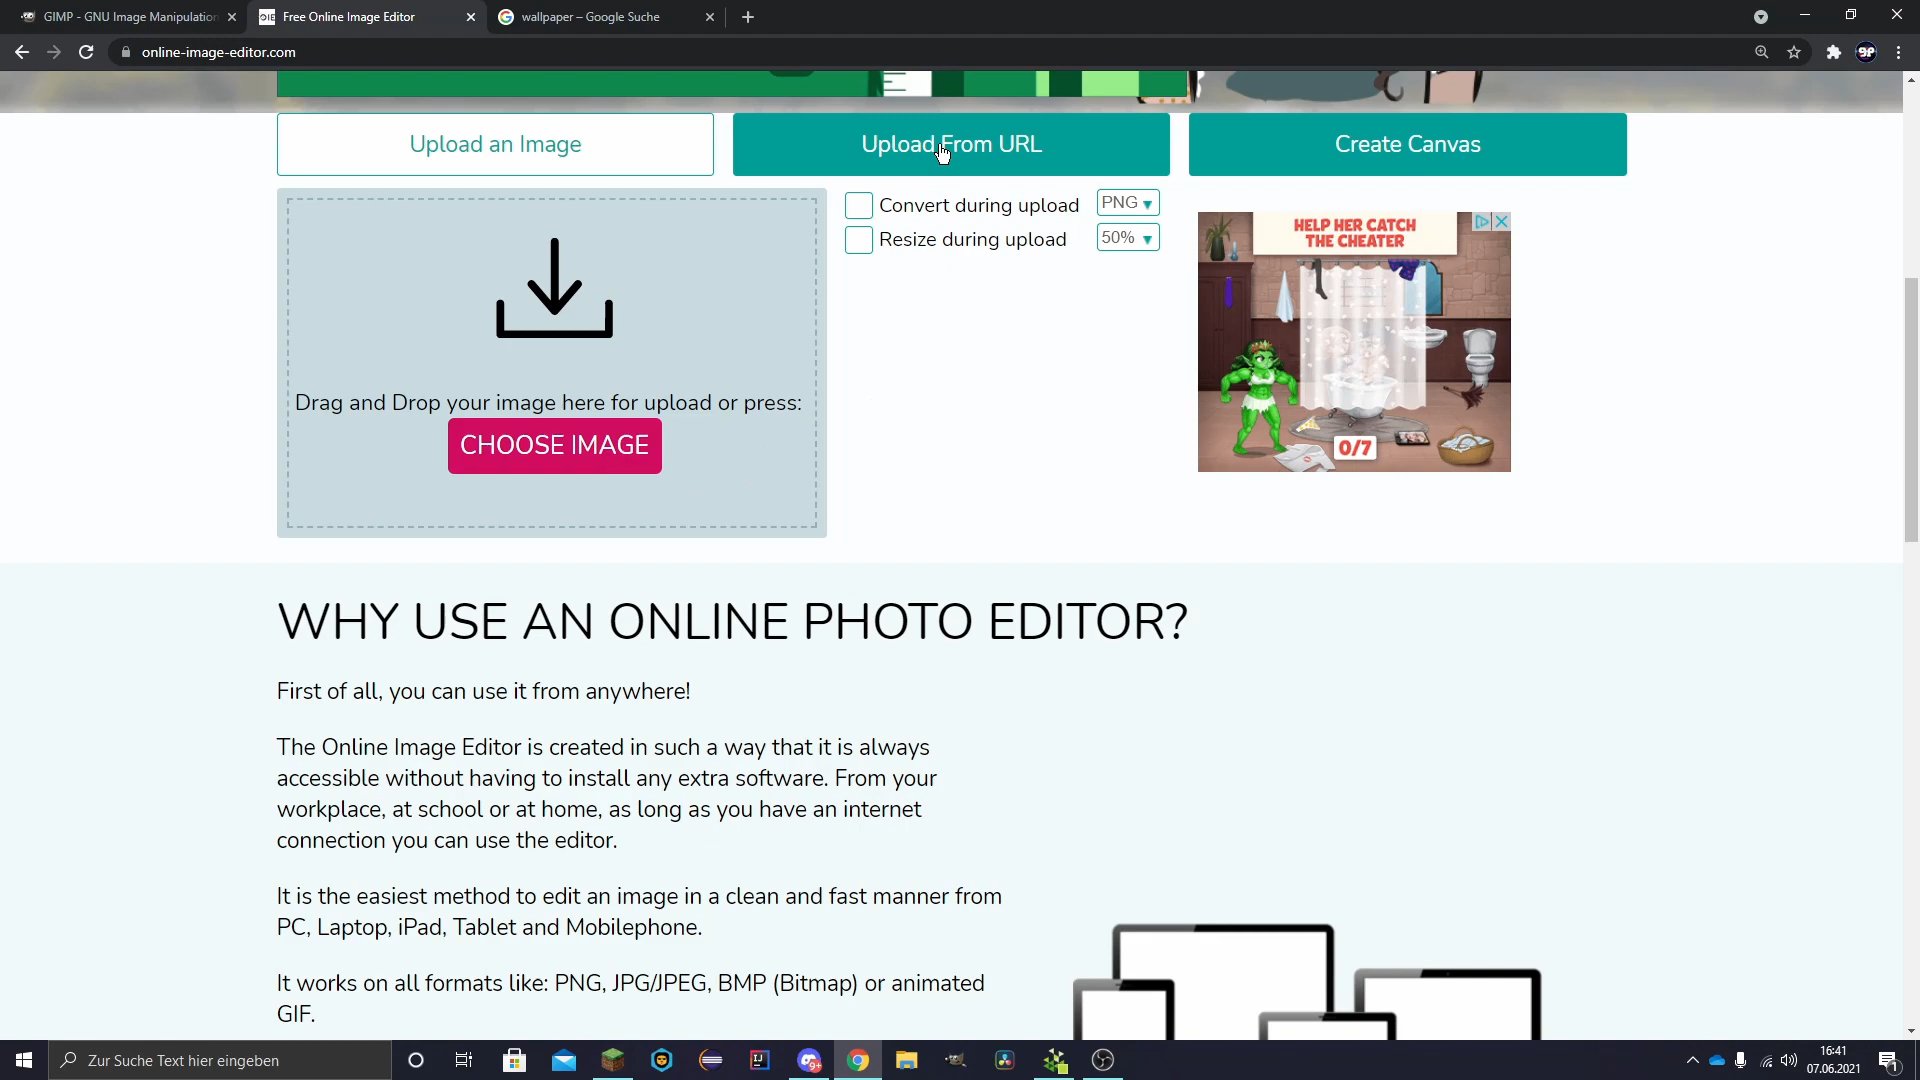 GIMP - GNU Image Manipulation
OIE Free Online Image Editor
wallpaper – Google Suche
online-image-editor.com
Upload an Image
Upload From URL
Create Canvas
Convert during upload PNG
Resize during upload 50%
HELP HER CATCH
THE CHEATER
0/7
Drag and Drop your image here for upload or press:
CHOOSE IMAGE
WHY USE AN ONLINE PHOTO EDITOR?
First of all, you can use it from anywhere!
The Online Image Editor is created in such a way that it is always
accessible without having to install any extra software. From your
workplace, at school or at home, as long as you have an internet
connection you can use the editor.
It is the easiest method to edit an image in a clean and fast manner from
PC, Laptop, iPad, Tablet and Mobilephone.
It works on all formats like: PNG, JPG/JPEG, BMP (Bitmap) or animated
GIF.
Zur Suche Text hier eingeben
IJ
9+
16:41
07.06.2021
1